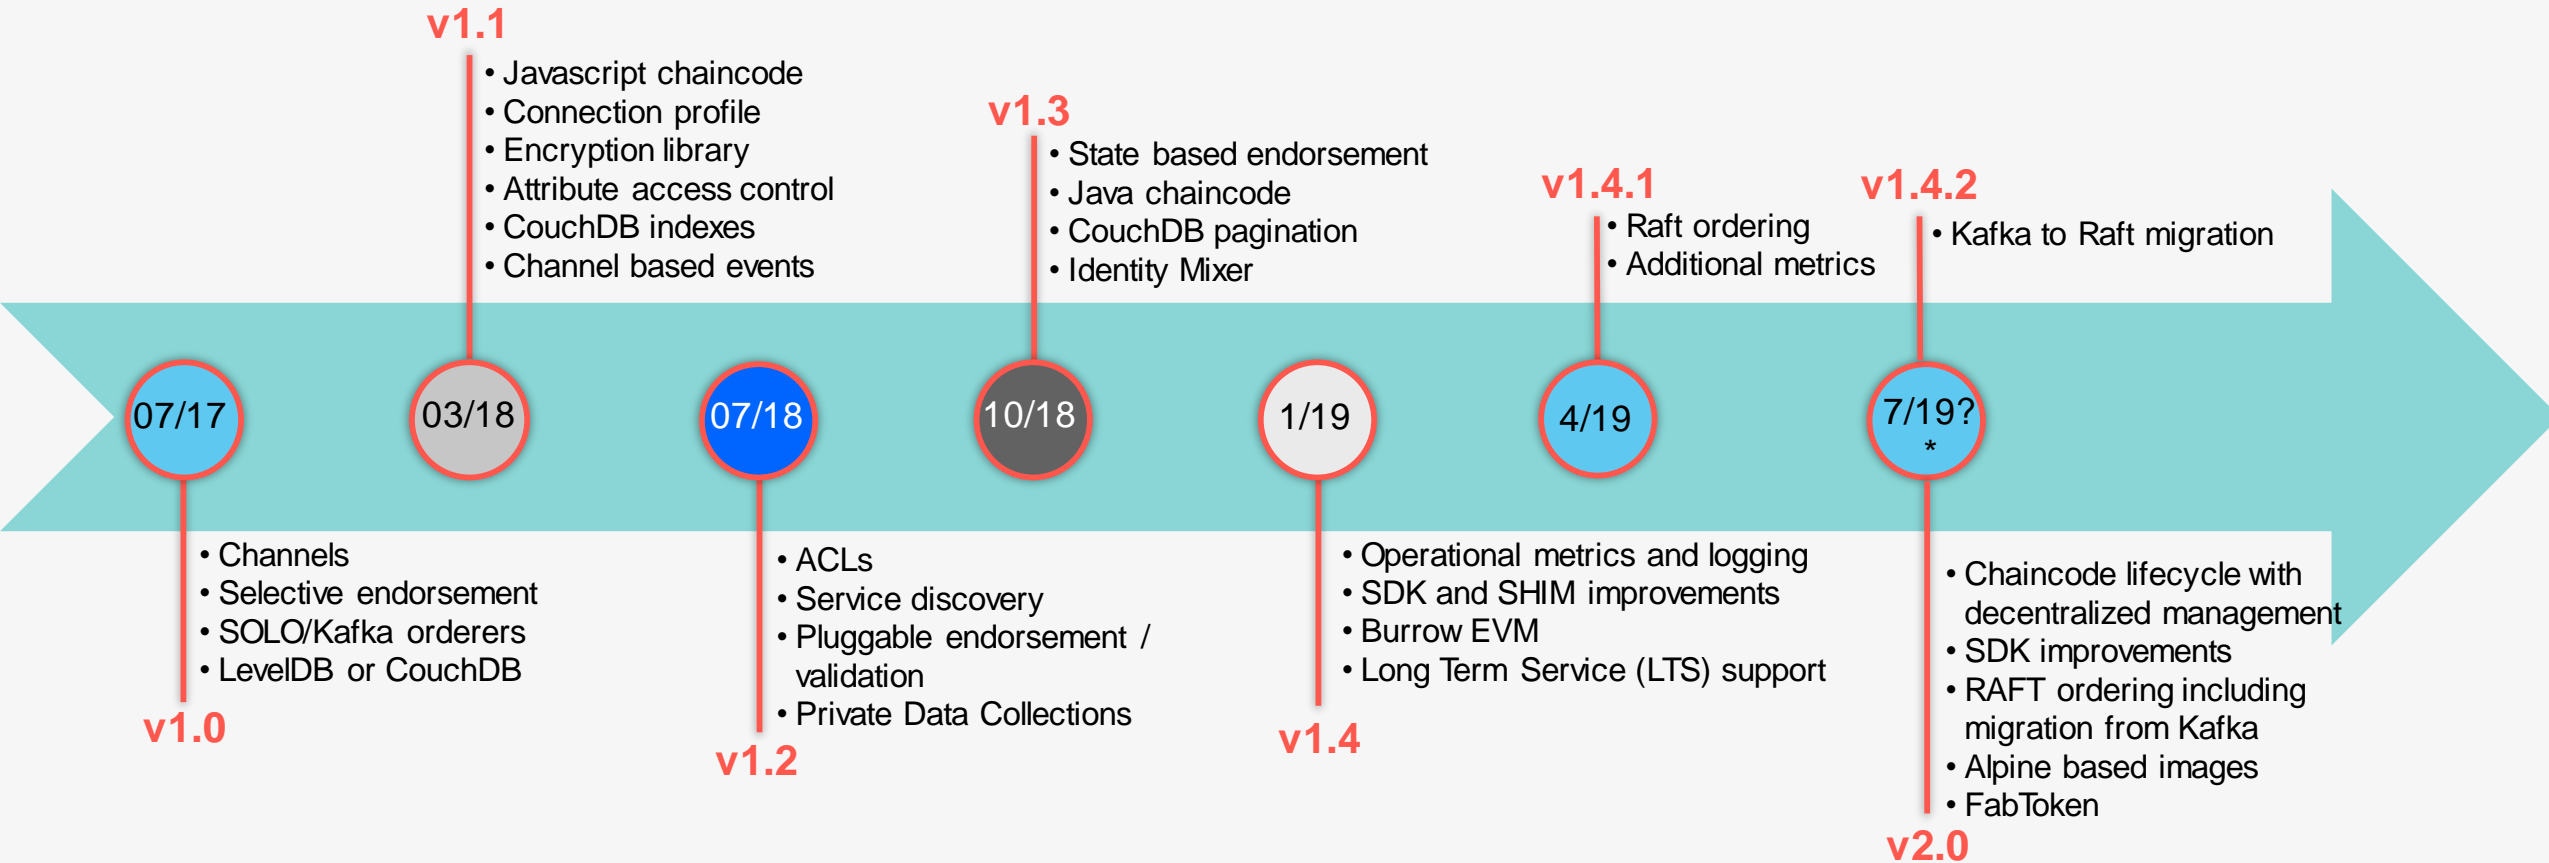 v1.1
• Javascript chaincode
• Connection profile
• Encryption library
• Attribute access control
• CouchDB indexes
• Channel based events
v1.3
• State based endorsement
• Java chaincode
• CouchDB pagination
• Identity Mixer
v1.4.1
• Raft ordering
• Additional metrics
v1.4.2
• Kafka to Raft migration
07/17
03/18
07/18
10/18
1/19
4/19
7/19?
*
• Channels
• Selective endorsement
• SOLO/Kafka orderers
• LevelDB or CouchDB
v1.0
• ACLs
• Service discovery
• Pluggable endorsement /
validation
• Private Data Collections
v1.2
• Operational metrics and logging
• SDK and SHIM improvements
• Burrow EVM
• Long Term Service (LTS) support
v1.4
• Chaincode lifecycle with
decentralized management
• SDK improvements
• RAFT ordering including
migration from Kafka
• Alpine based images
• FabToken
v2.0